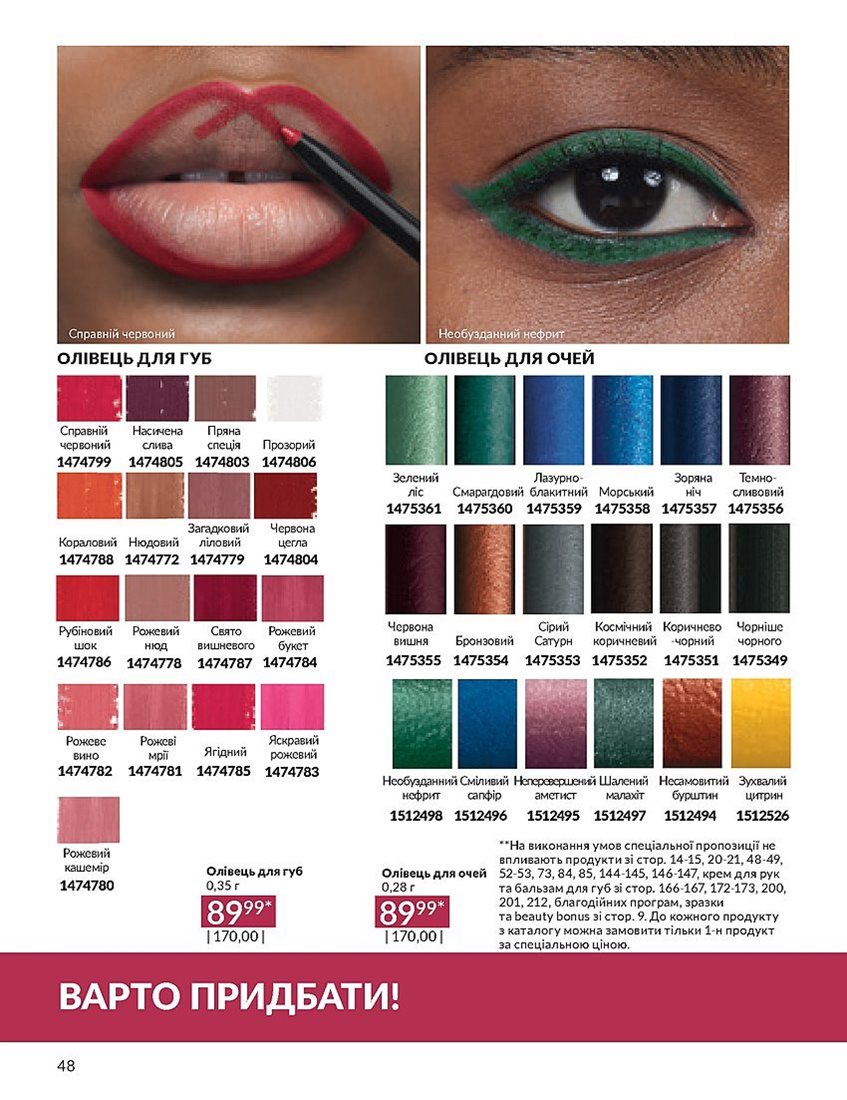 Справній червоний
Необузданний нефрит
ОЛІВЕЦЬ ДЛЯ ГУБ
Справній
червоний
1474799
Насичена
слива
1474805
Пряна
спеція
1474803
Прозорий
1474806
Кораловий
1474788
Нюдовий
1474772
Загадковий
ліловий
1474779
Червона
цегла
1474804
Рубіновий
шок
1474786
Рожевий
нюд
1474778
Свято
вишневого
1474787
Рожевий
букет
1474784
Рожеве
вино
1474782
Рожеві
мрії
1474781
Ягідний
1474785
Яскравий
рожевий
1474783
Рожевий
кашемір
1474780
Олівець для губ
0,35 г
8999*
| 170,00 |
ОЛІВЕЦЬ ДЛЯ ОЧЕЙ
Зелений
ліс
1475361
Смарагдовий
1475360
Лазурно-
блакитний
1475359
Морський
1475358
Зоряна
ніч
1475357
Темно-
сливовий
1475356
Червона
вишня
1475355
Бронзовий
1475354
Сірий
Сатурн
1475353
Космічний
коричневий
1475352
Коричнево
-чорний
1475351
Чорніше
чорного
1475349
Необузданний
нефрит
1512498
Сміливий
сапфір
1512496
Неперевершений
аметист
1512495
Шалений
малахіт
1512497
Несамовитий
бурштин
1512494
Зухвалий
цитрин
1512526
Олівець для очей
0,28 г
8999*
| 170,00 |
**На виконання умов спеціальної пропозиції не
впливають продукти зі стор. 14-15, 20-21, 48-49,
52-53, 73, 84, 85, 144-145, 146-147, крем для рук
та бальзам для губ зі стор. 166-167, 172-173, 200,
201, 212, благодійних програм, зразки
та beauty bonus зі стор. 9. До кожного продукту
з каталогу можна замовити тільки 1-н продукт
за спеціальною ціною.
ВАРТО ПРИДБАТИ!
48